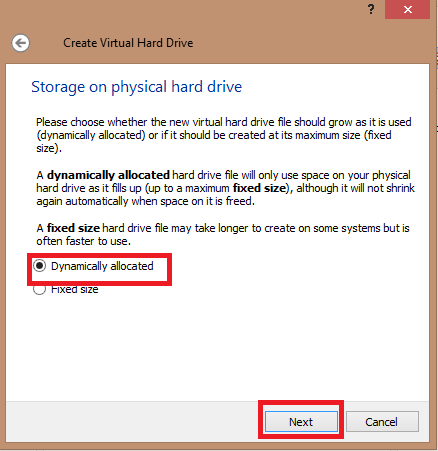 ?
Create Virtual Hard Drive
Storage on physical hard drive
Please choose whether the new virtual hard drive file should grow as it is used
(dynamically allocated) or if it should be created at its maximum size (fixed
size).
A dynamically allocated hard drive file will only use space on your physical
hard drive as it fills up (up to a maximum fixed size), although it will not shrink
again automatically when space on it is freed.
A fixed size hard drive file may take longer to create on some systems but is
often faster to use.
Dynamically allocated
Fixed size
Next
Cancel